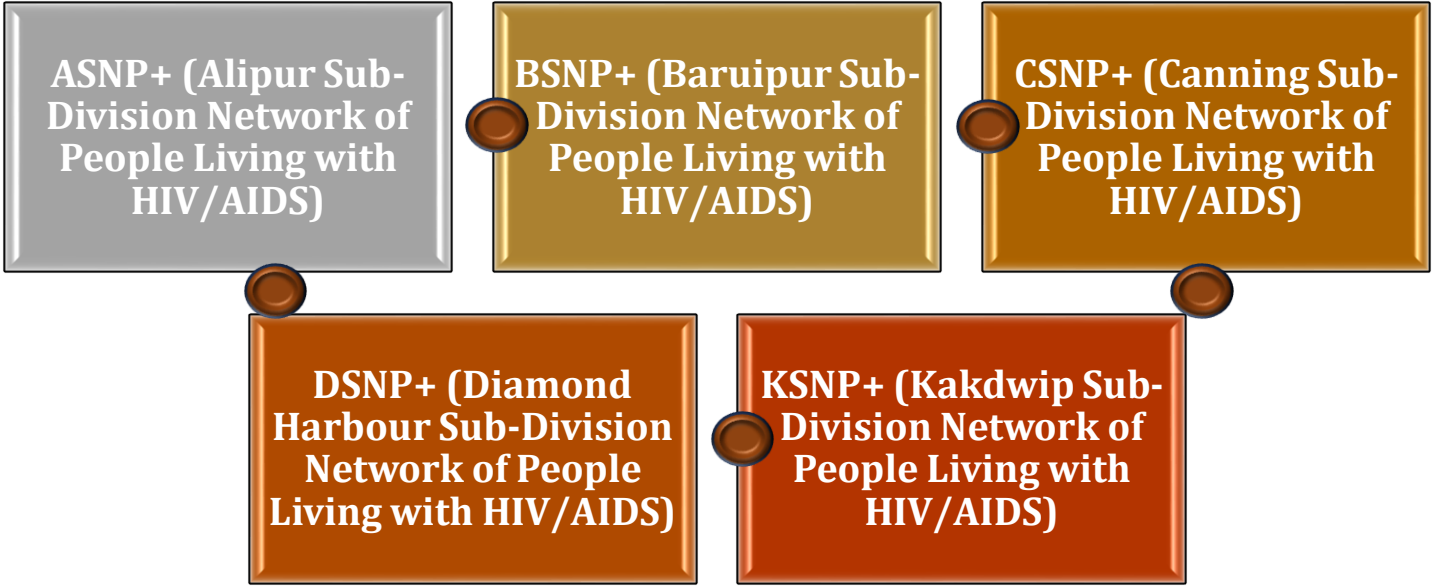 ASNP+ (Alipur Sub-
Division Network of
People Living with
HIV/AIDS)
BSNP+ (Baruipur Sub-
Division Network of
People Living with
HIV/AIDS)
CSNP+ (Canning Sub-
Division Network of
People Living with
HIV/AIDS)
DSNP+ (Diamond
Harbour Sub-Division
Network of People
Living with HIV/AIDS)
KSNP+ (Kakdwip Sub-
Division Network of
People Living with
HIV/AIDS)